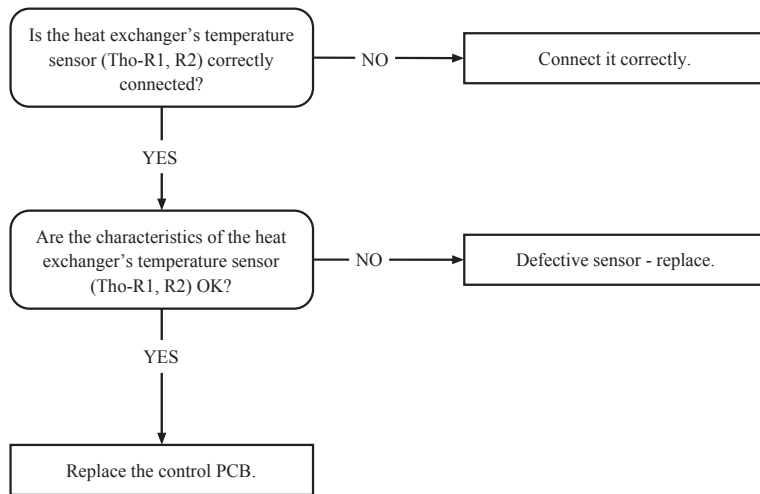 Is the heat exchanger’s temperature
sensor (Tho-R1, R2) correctly
connected?
NO
Connect it correctly.
YES
Are the characteristics of the heat
exchanger’s temperature sensor
(Tho-R1, R2) OK?
NO
Defective sensor - replace.
YES
Replace the control PCB.